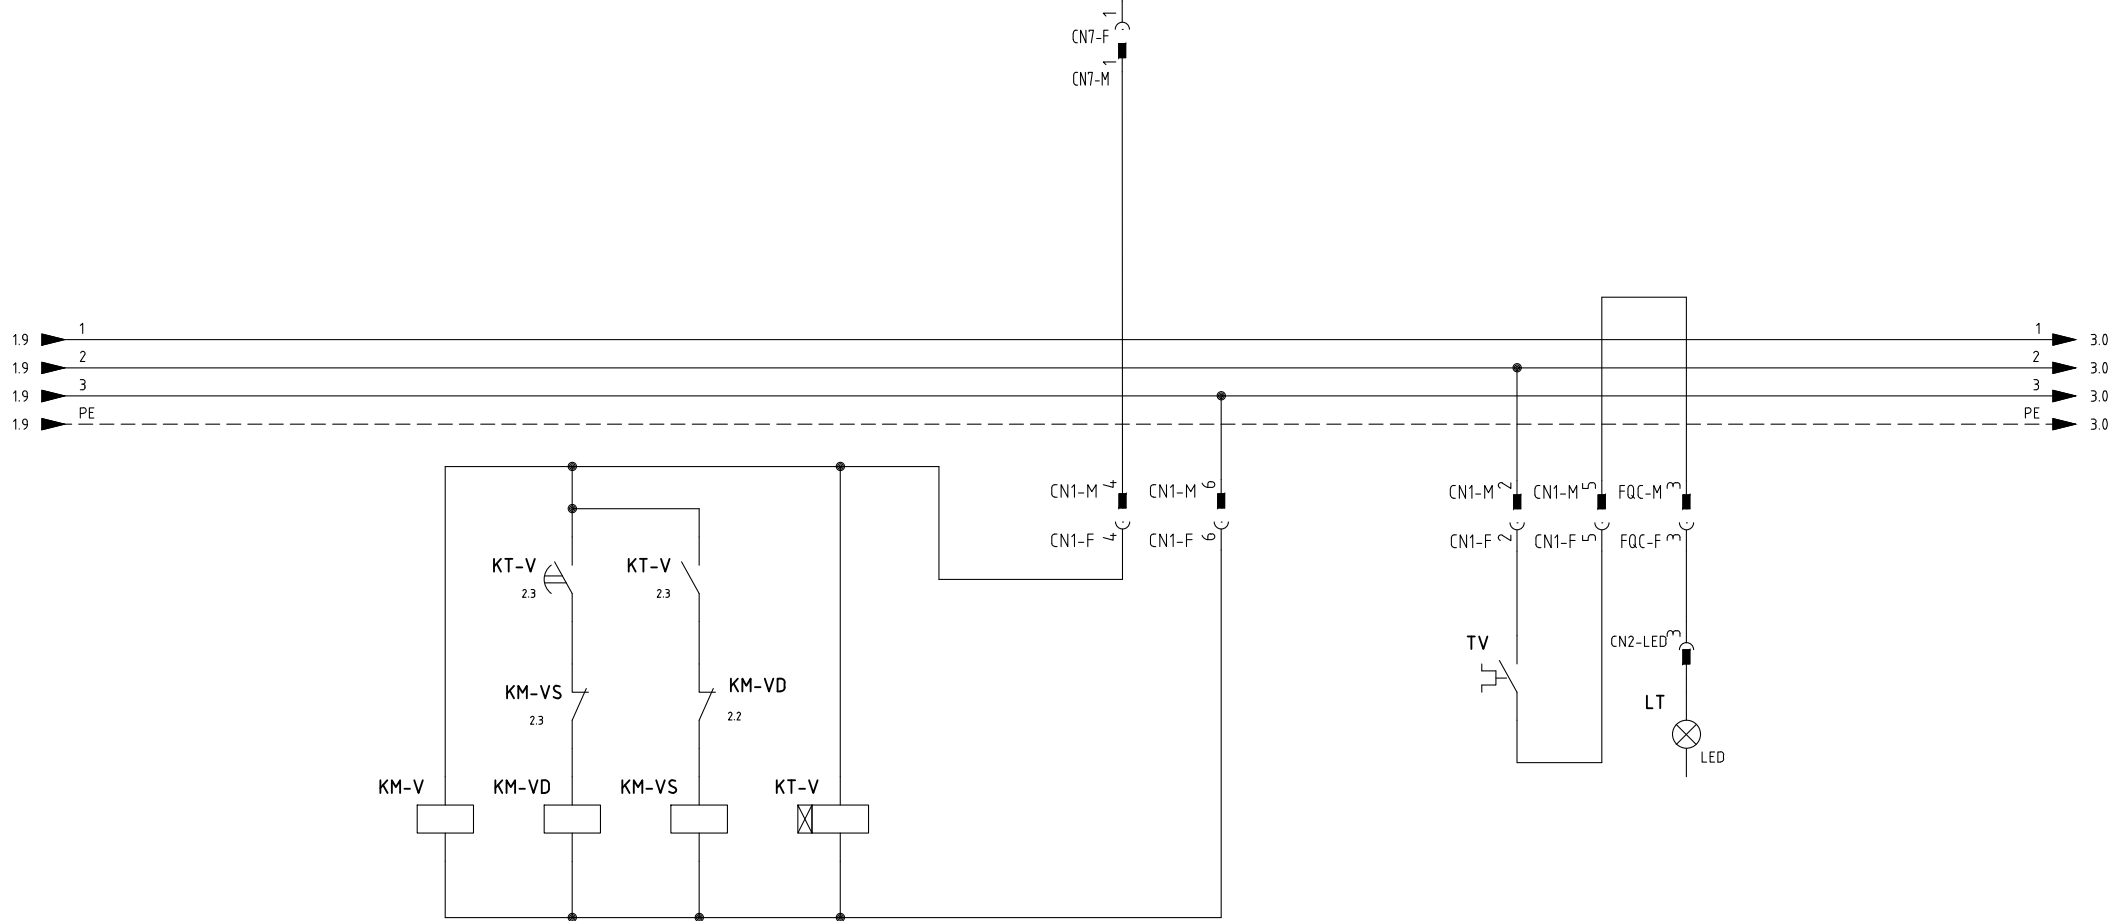 1
CN7-F
1
CN7-M
1.9 1 1 3.0
1.9 2 2 3.0
1.9 3 3 3.0
1.9 PE PE 3.0
CN1-M 4 CN1-M 6 CN1-M 2 CN1-M 5 FQC-M 3
CN1-F 4 CN1-F 6 CN1-F 2 CN1-F 5 FQC-F 3
KT-V KT-V
2.3 2.3
TV CN2-LED 3
KM-VS KM-VD
2.3 2.2
LT
LED
KM-V KM-VD KM-VS KT-V